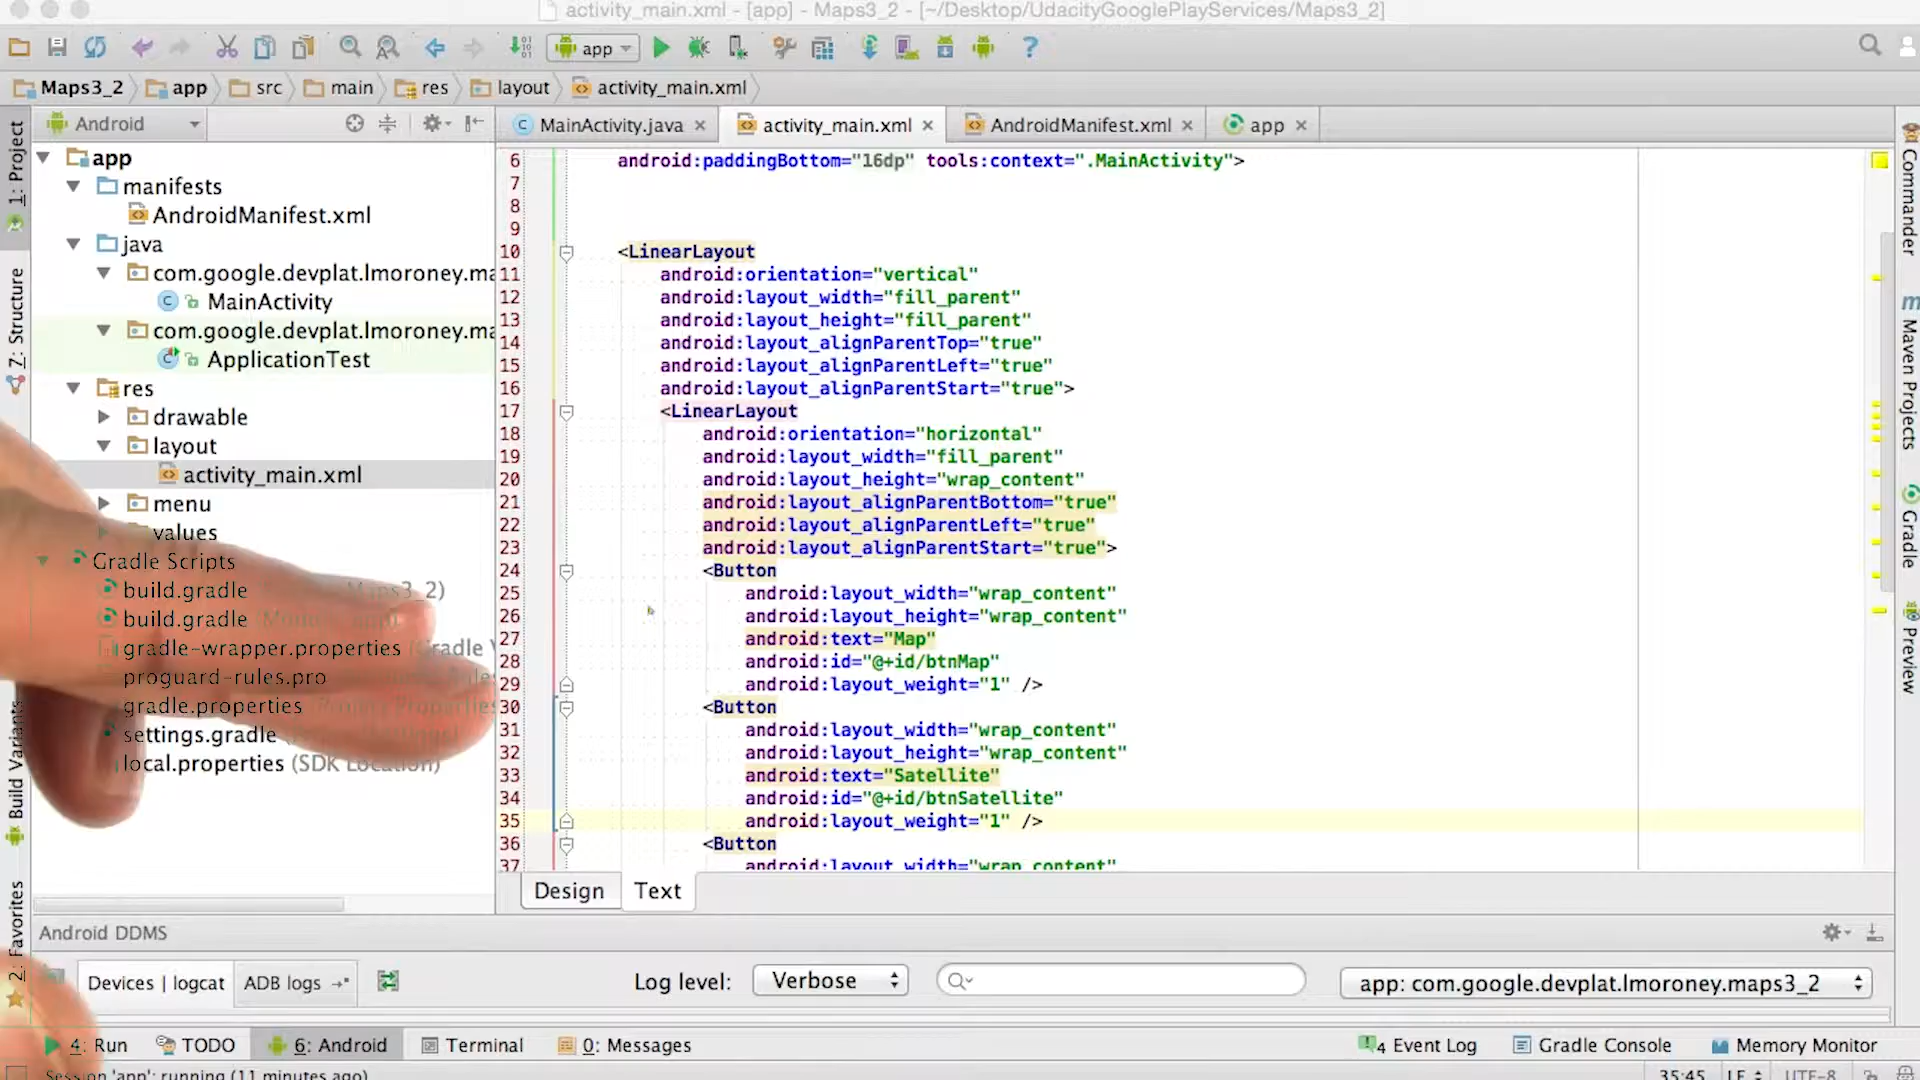 activity_main.xml - [app] - Maps3_2 - [~/Desktop/UdacityGooglePlayServices/Maps3_2]
app
Maps3_2 app src main res layout activity_main.xml
Android
MainActivity.java activity_main.xml AndroidManifest.xml app
1: Project
7: Structure
Build Variants
2: Favorites
app
manifests
AndroidManifest.xml
java
com.google.devplat.lmoroney.ma
MainActivity
com.google.devplat.lmoroney.ma
ApplicationTest
res
drawable
layout
activity_main.xml
menu
values
Gradle Scripts
build.gradle
build.gradle
gradle-wrapper.properties (Gradle
proguard-rules.pro
gradle.properties (Project Properties
settings.gradle
local.properties (SDK Location)
6 android:paddingBottom="16dp" tools:context=".MainActivity">
7
8
9
10 <LinearLayout
11 android:orientation="vertical"
12 android:layout_width="fill_parent"
13 android:layout_height="fill_parent"
14 android:layout_alignParentTop="true"
15 android:layout_alignParentLeft="true"
16 android:layout_alignParentStart="true">
17 <LinearLayout
18 android:orientation="horizontal"
19 android:layout_width="fill_parent"
20 android:layout_height="wrap_content"
21 android:layout_alignParentBottom="true"
22 android:layout_alignParentLeft="true"
23 android:layout_alignParentStart="true">
24 <Button
25 android:layout_width="wrap_content"
26 android:layout_height="wrap_content"
27 android:text="Map"
28 android:id="@+id/btnMap"
29 android:layout_weight="1" />
30 <Button
31 android:layout_width="wrap_content"
32 android:layout_height="wrap_content"
33 android:text="Satellite"
34 android:id="@+id/btnSatellite"
35 android:layout_weight="1" />
36 <Button
37 android:layout_width="wrap_content"
Commander
Maven Projects
Gradle
Preview
Design Text
Android DDMS
Devices | logcat ADB logs Log level: Verbose app: com.google.devplat.lmoroney.maps3_2
4: Run TODO 6: Android Terminal 0: Messages 4 Event Log Gradle Console Memory Monitor
Session 'app': running (11 minutes ago) 35:45 LF UTF-8